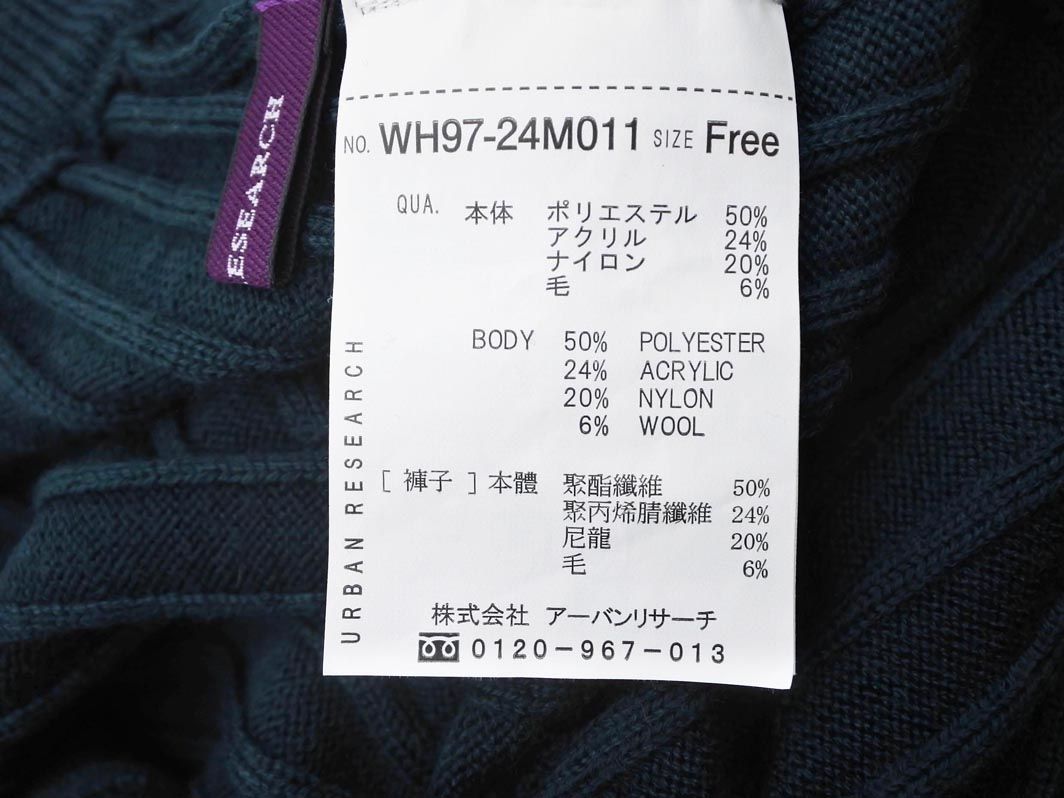 ESEARCH
NO. WH97-24M011 SIZE Free
QUA. 本体 ポリエステル 50%
アクリル 24%
ナイロン 20%
毛 6%
BODY 50% POLYESTER
24% ACRYLIC
20% NYLON
6% WOOL
[ 褲子 ] 本體 聚酯纖維 50%
聚丙烯腈纖維 24%
尼龍 20%
毛 6%
URBAN RESEARCH
株式会社 アーバンリサーチ
0120-967-013